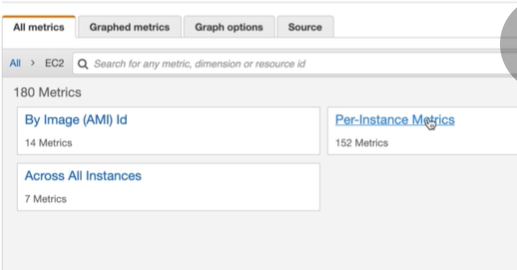 All metrics Graphed metrics Graph options Source
All > EC2 Search for any metric, dimension or resource id
180 Metrics
By Image (AMI) Id
14 Metrics
Per-Instance Metrics
152 Metrics
Across All Instances
7 Metrics